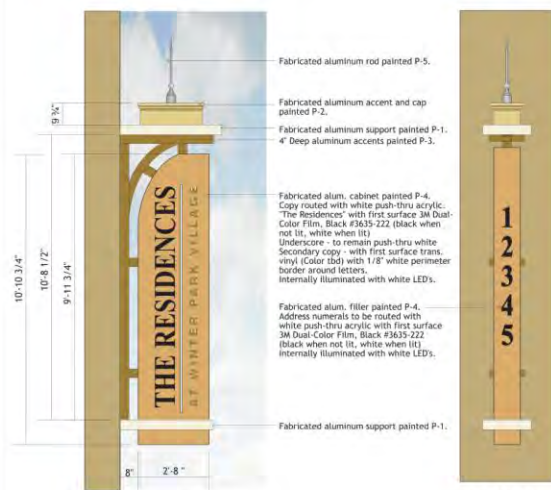 Fabricated aluminum rod painted P-5.
Fabricated aluminum accent and cap
painted P-2.
Fabricated aluminum support painted P-1.
4" Deep aluminum accents painted P-3.
Fabricated alum. cabinet painted P-4.
Copy routed with white push-thru acrylic.
"The Residences" with first surface 3M Dual-
Color Film, Black #3635-222 (black when
not lit, white when lit)
Underscore - to remain push-thru white
Secondary copy - with first surface trans.
vinyl (Color tbd) with 1/8" white perimeter
border around letters.
Internally illuminated with white LED's.
Fabricated alum. filler painted P-4.
Address numerals to be routed with
white push-thru acrylic with first surface
3M Dual-Color Film, Black #3635-222
(black when not lit, white when lit)
Internally illuminated with white LED's.
Fabricated aluminum support painted P-1.
9 3/4"
10'-10 3/4"
10'-8 1/2"
9'-11 3/4"
THE RESIDENCES
AT WINTER PARK VILLAGE
8"
2'-8"
1
2
3
4
5